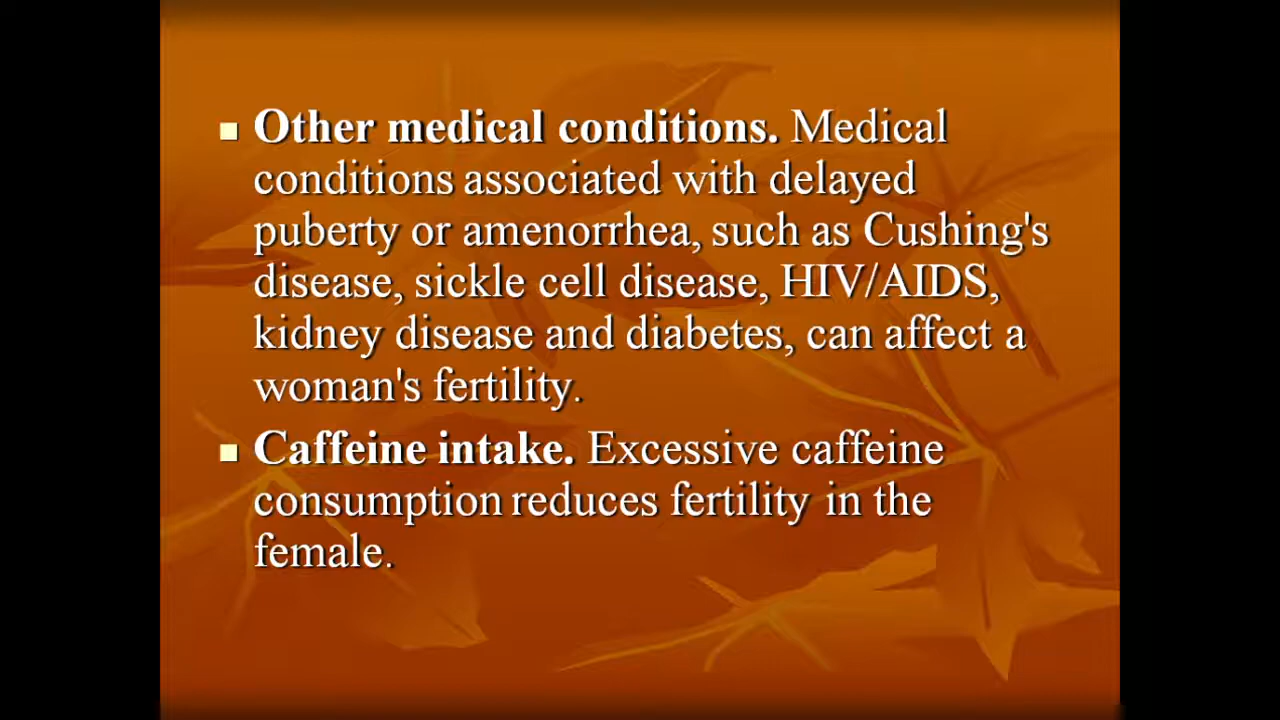 Other medical conditions. Medical
conditions associated with delayed
puberty or amenorrhea, such as Cushing's
disease, sickle cell disease, HIV/AIDS,
kidney disease and diabetes, can affect a
woman's fertility.
Caffeine intake. Excessive caffeine
consumption reduces fertility in the
female.